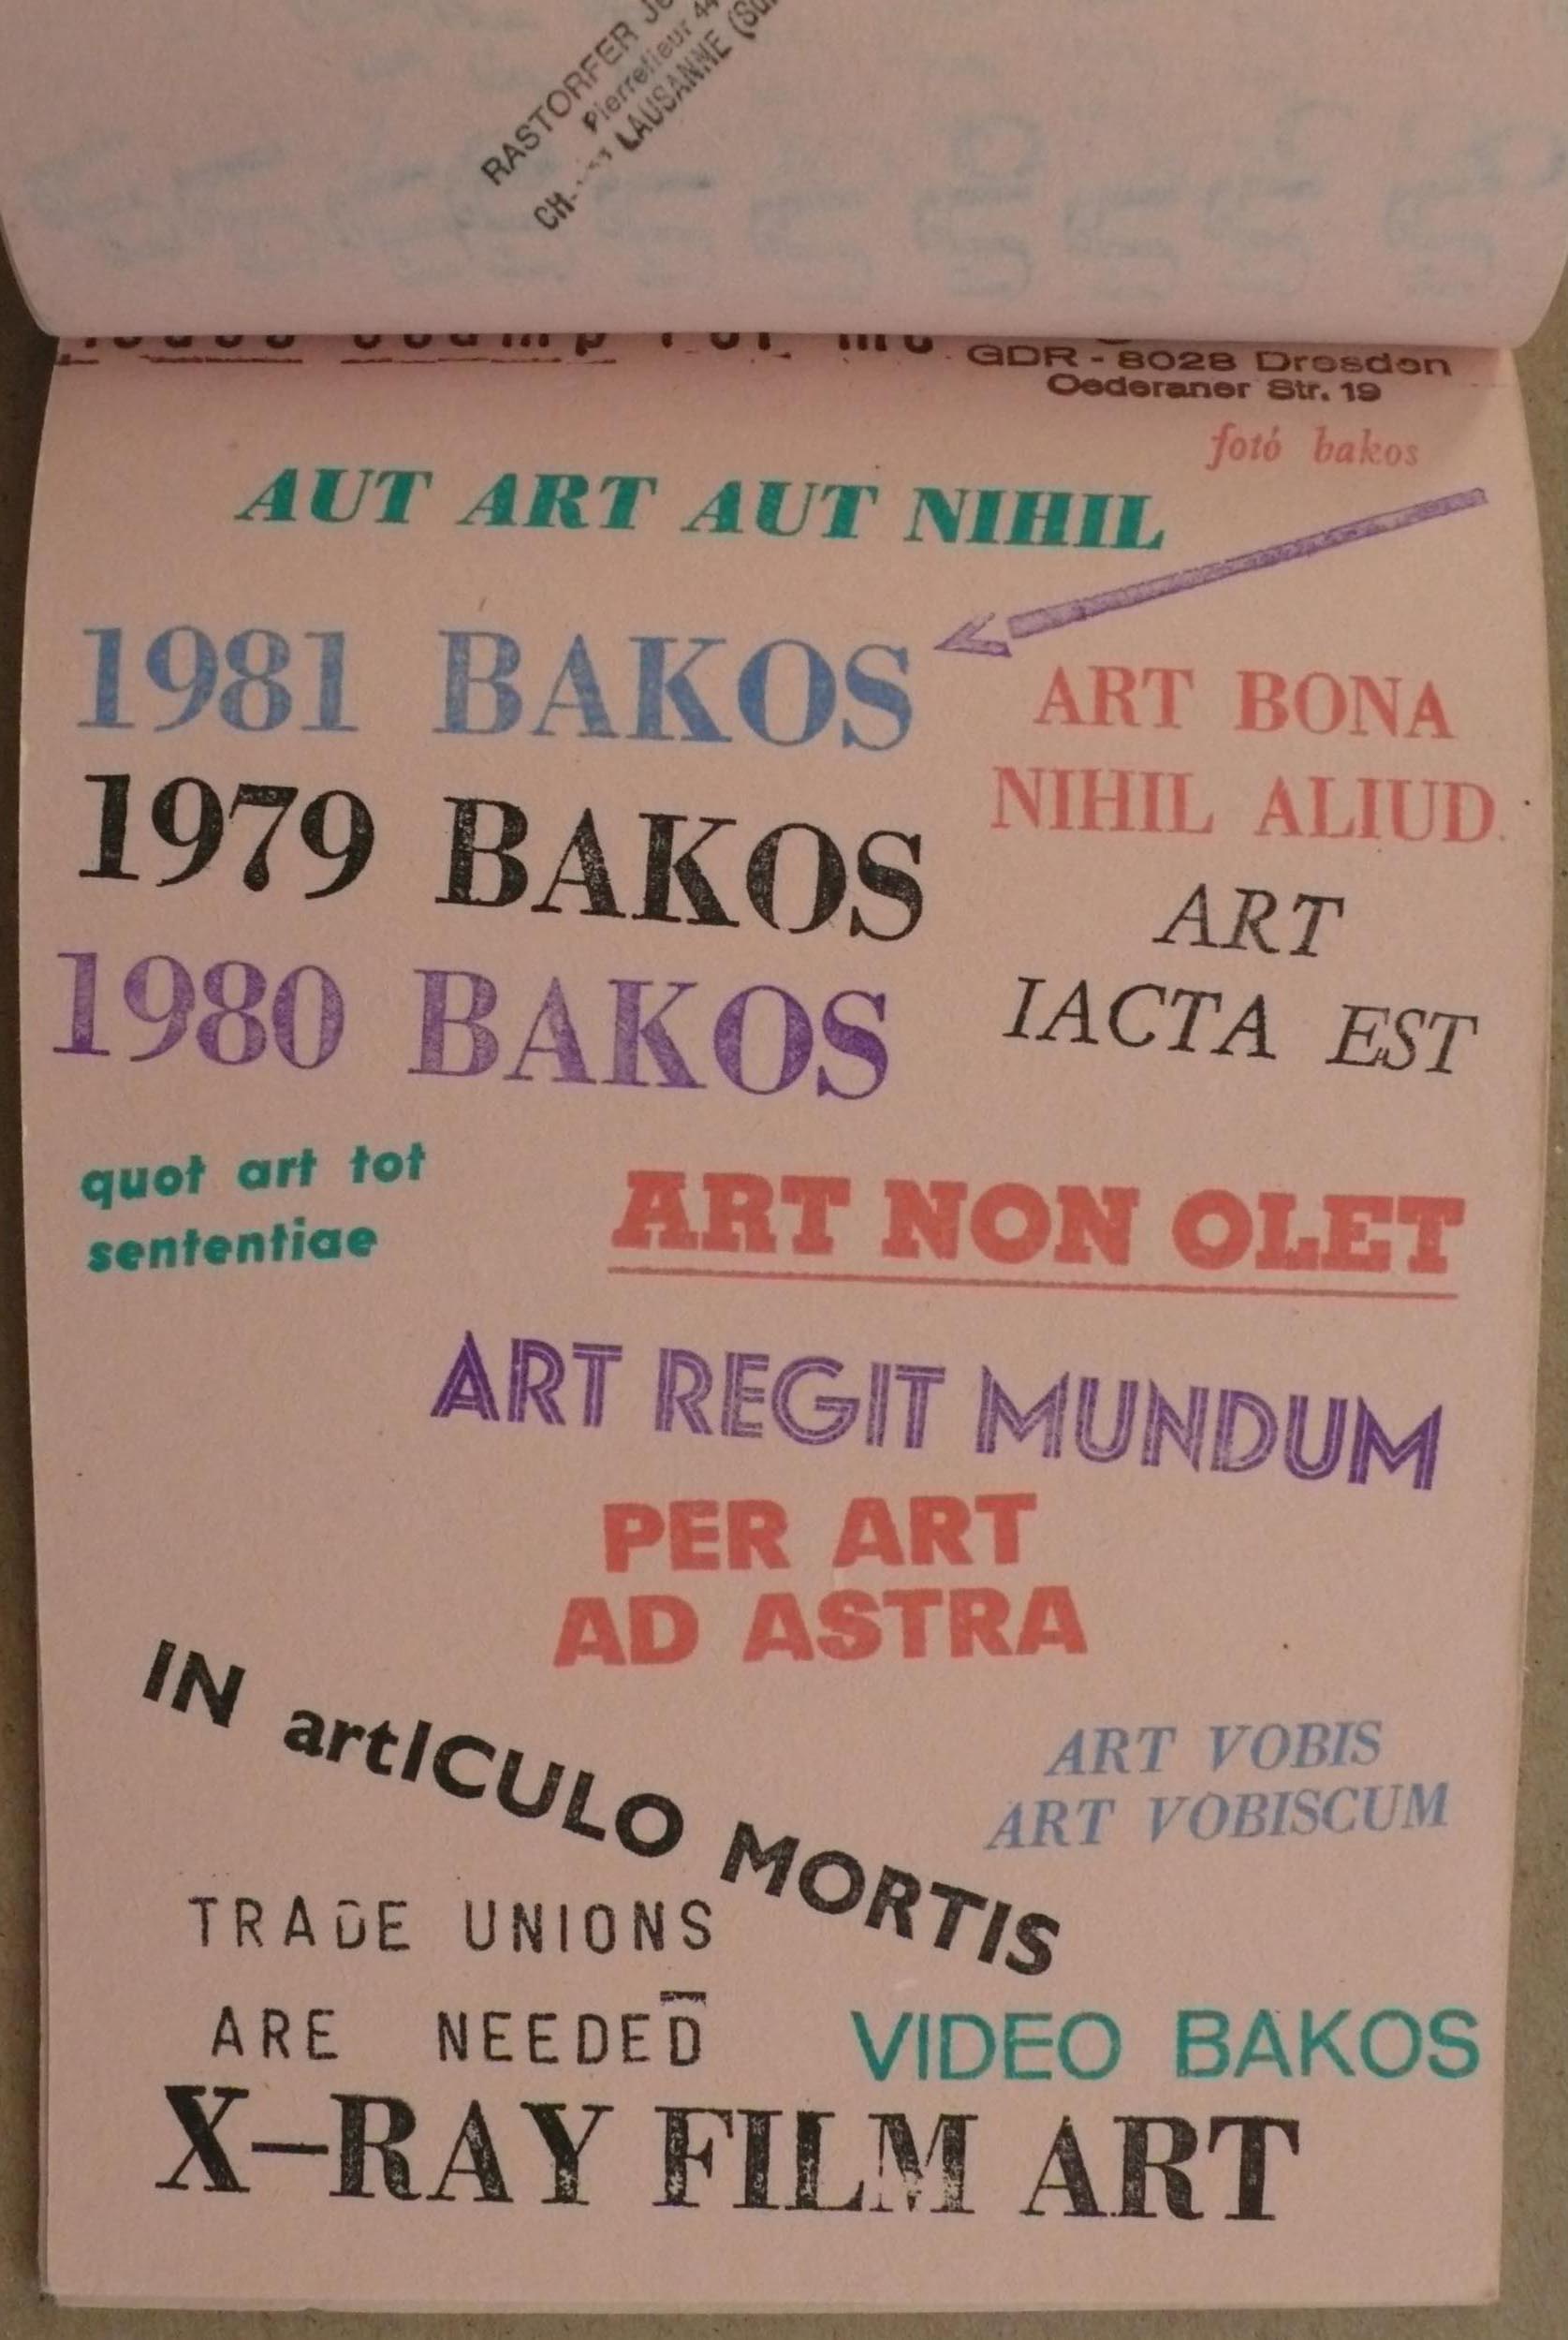 RASTORFER
Pierrefleur 44
CH- LAUSANNE
GDR - 8028 Dresden
Oederaner Str. 19
fotó bakos
AUT ART AUT NIHIL
1981 BAKOS
ART BONA
NIHIL ALIUD
1979 BAKOS
ART
IACTA EST
1980 BAKOS
quot art tot
sententiae
ART NON OLET
ART REGIT MUNDUM
PER ART
AD ASTRA
IN artICULO MORTIS
ART VOBIS
ART VOBISCUM
TRADE UNIONS
ARE NEEDED
VIDEO BAKOS
X–RAY FILM ART